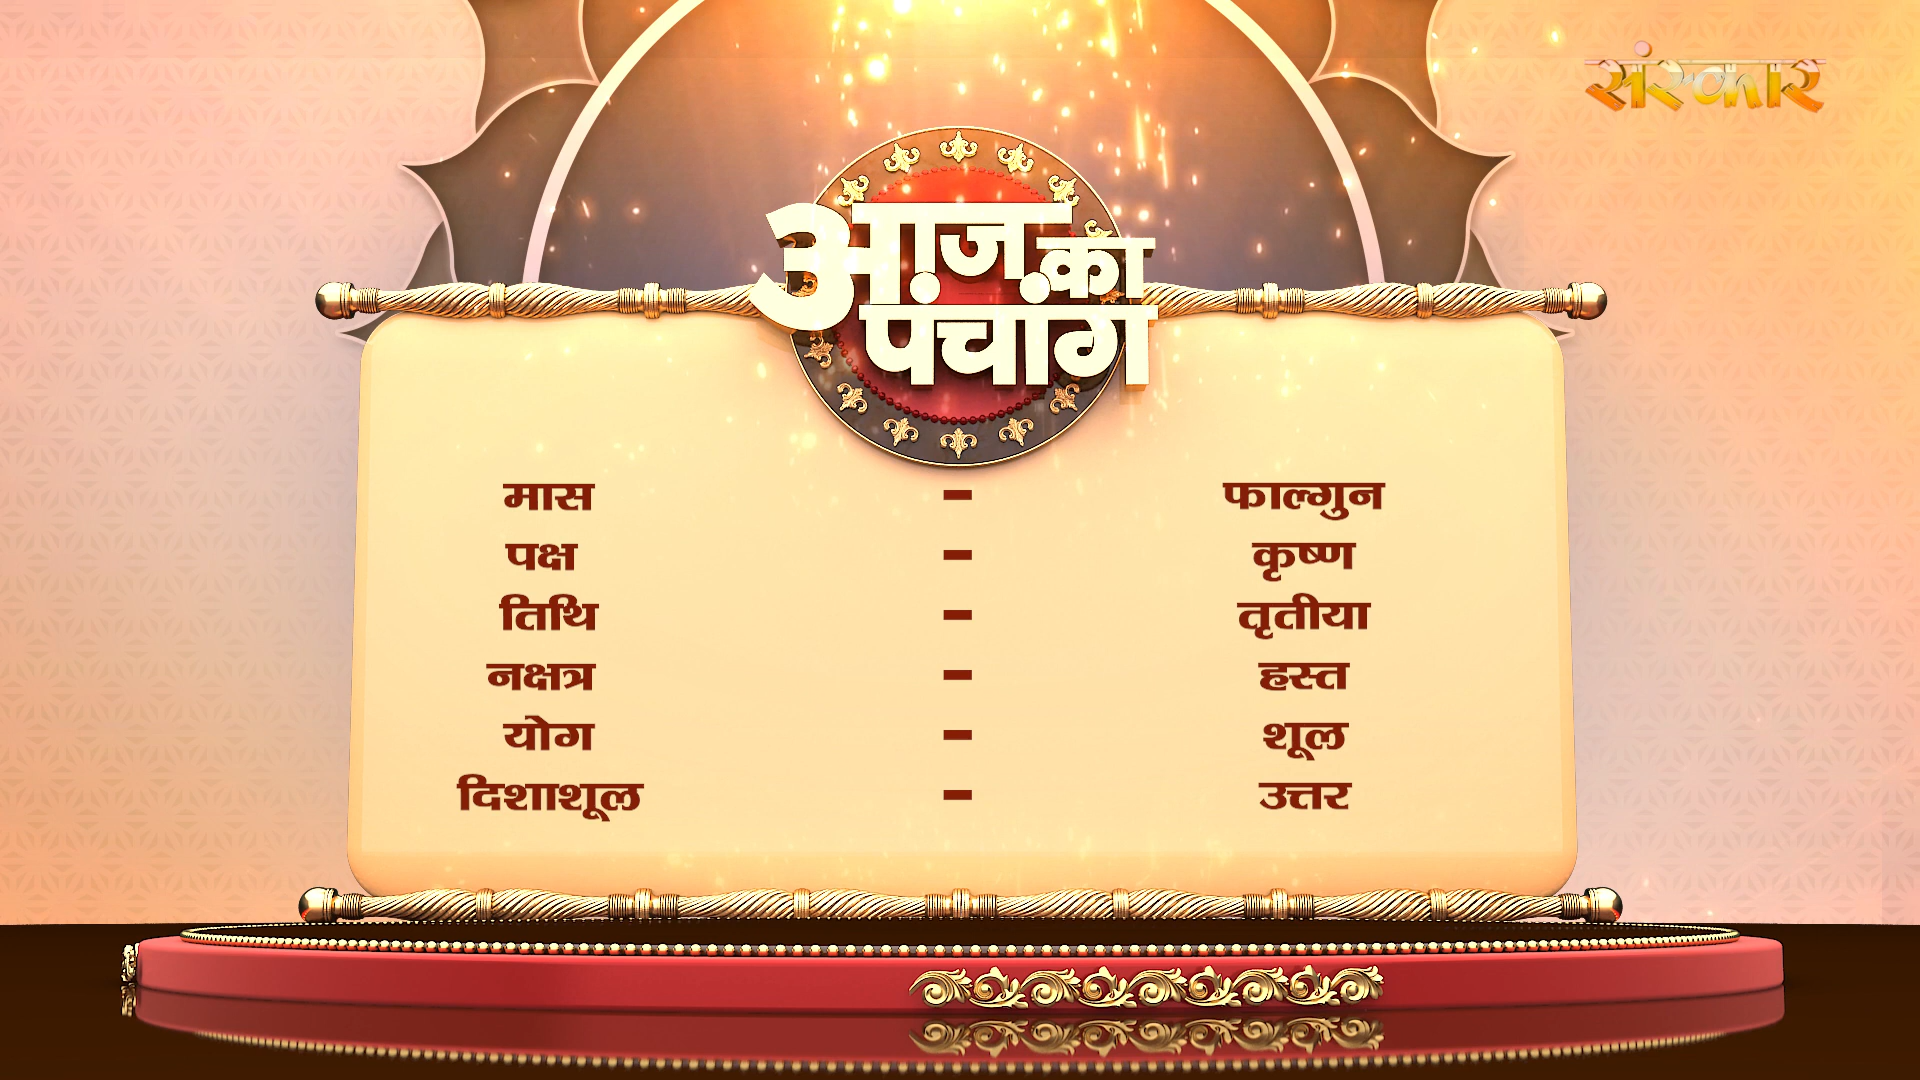 संस्कार
आज का
पंचांग
मास - फाल्गुन
पक्ष - कृष्ण
तिथि - तृतीया
नक्षत्र - हस्त
योग - शूल
दिशाशूल - उत्तर